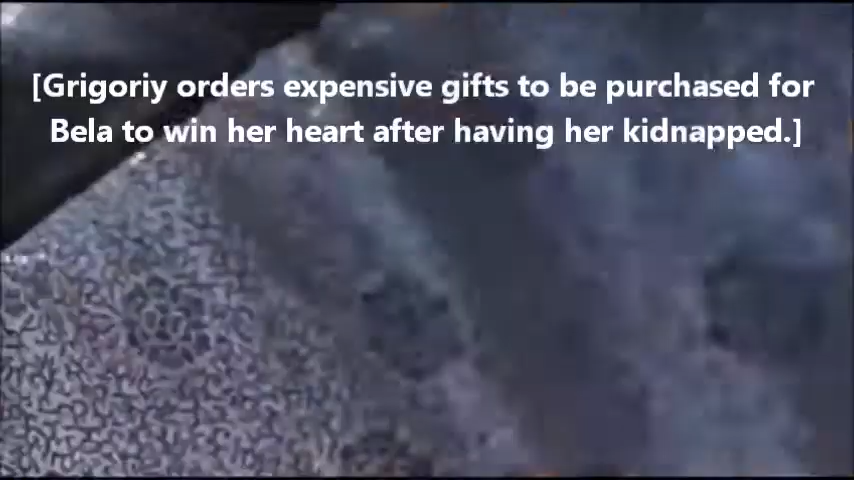 [Grigoriy orders expensive gifts to be purchased for
Bela to win her heart after having her kidnapped.]